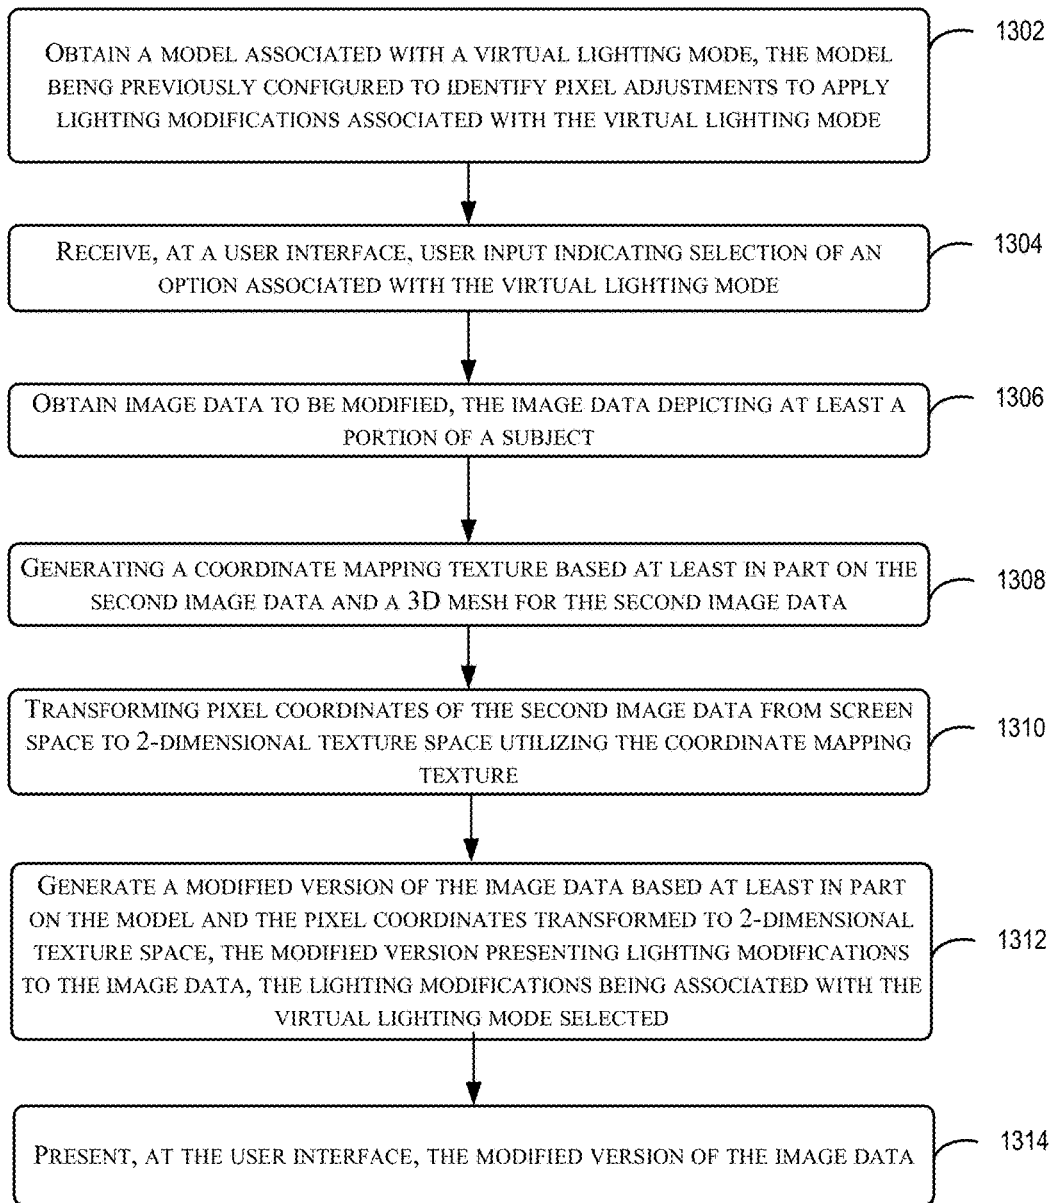 OBTAIN A MODEL ASSOCIATED WITH A VIRTUAL LIGHTING MODE, THE MODEL
BEING PREVIOUSLY CONFIGURED TO IDENTIFY PIXEL ADJUSTMENTS TO APPLY
LIGHTING MODIFICATIONS ASSOCIATED WITH THE VIRTUAL LIGHTING MODE
1302
RECEIVE, AT A USER INTERFACE, USER INPUT INDICATING SELECTION OF AN
OPTION ASSOCIATED WITH THE VIRTUAL LIGHTING MODE
1304
OBTAIN IMAGE DATA TO BE MODIFIED, THE IMAGE DATA DEPICTING AT LEAST A
PORTION OF A SUBJECT
1306
GENERATING A COORDINATE MAPPING TEXTURE BASED AT LEAST IN PART ON THE
SECOND IMAGE DATA AND A 3D MESH FOR THE SECOND IMAGE DATA
1308
TRANSFORMING PIXEL COORDINATES OF THE SECOND IMAGE DATA FROM SCREEN
SPACE TO 2-DIMENSIONAL TEXTURE SPACE UTILIZING THE COORDINATE MAPPING
TEXTURE
1310
GENERATE A MODIFIED VERSION OF THE IMAGE DATA BASED AT LEAST IN PART
ON THE MODEL AND THE PIXEL COORDINATES TRANSFORMED TO 2-DIMENSIONAL
TEXTURE SPACE, THE MODIFIED VERSION PRESENTING LIGHTING MODIFICATIONS
TO THE IMAGE DATA, THE LIGHTING MODIFICATIONS BEING ASSOCIATED WITH THE
VIRTUAL LIGHTING MODE SELECTED
1312
PRESENT, AT THE USER INTERFACE, THE MODIFIED VERSION OF THE IMAGE DATA
1314